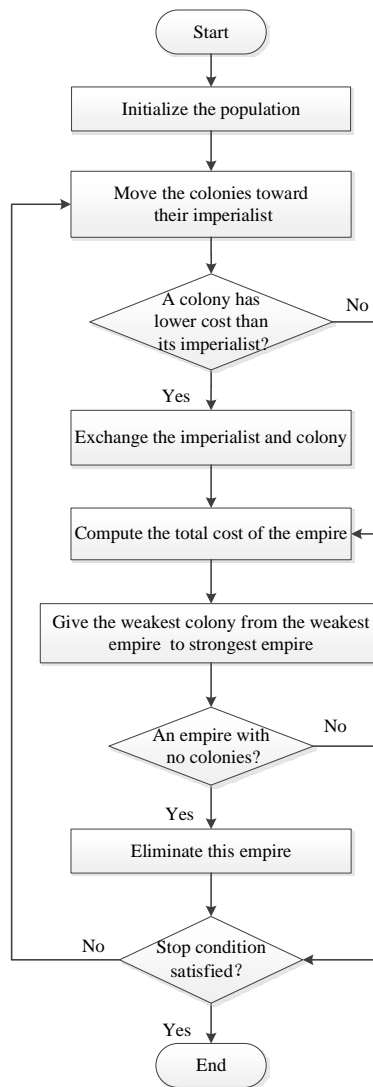 Start
Initialize the population
Move the colonies toward
their imperialist
A colony has
lower cost than
its imperialist?
No
Yes
Exchange the imperialist and colony
Compute the total cost of the empire
Give the weakest colony from the weakest
empire to strongest empire
An empire with
no colonies?
No
Yes
Eliminate this empire
Stop condition
satisfied?
No
Yes
End